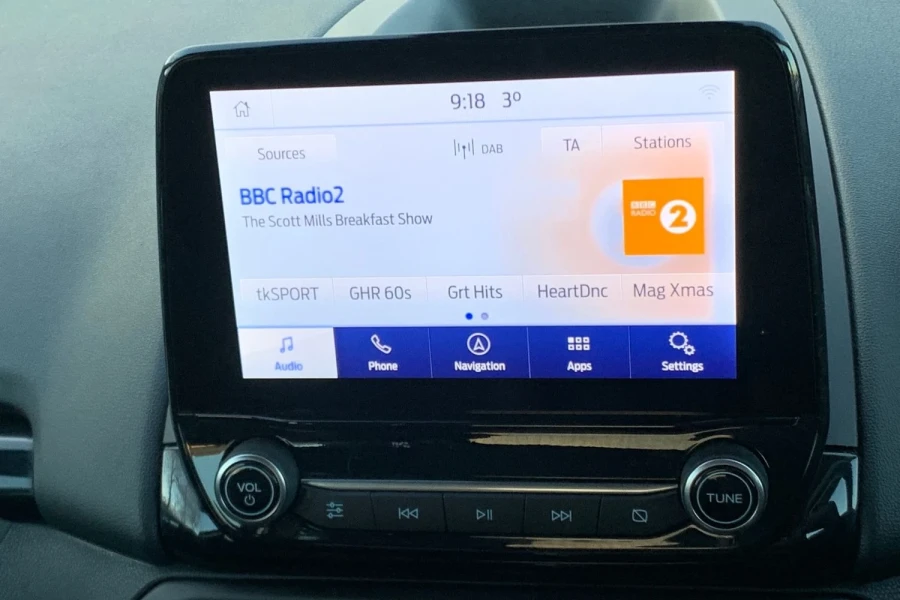 9:18 3º
Sources DAB TA Stations
BBC Radio2
The Scott Mills Breakfast Show
BBC
RADIO 2
tkSPORT GHR 60s Grt Hits HeartDnc Mag Xmas
Audio Phone Navigation Apps Settings
VOL
TUNE